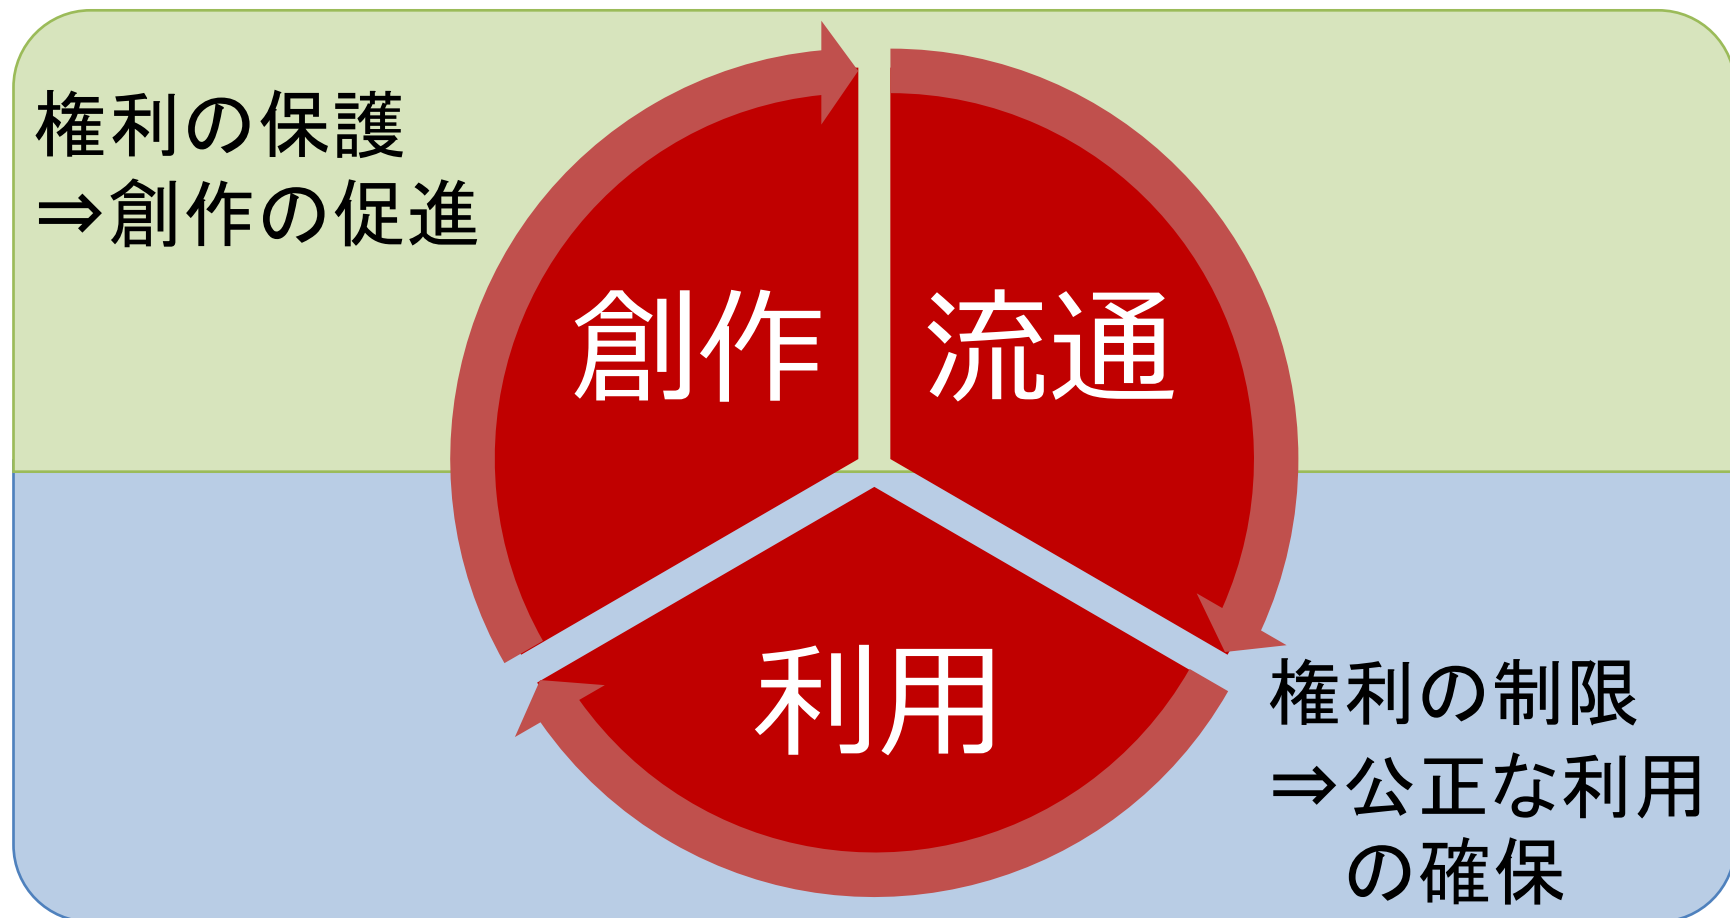 権利の保護
⇒創作の促進
創作
流通
利用
権利の制限
⇒公正な利用
の確保